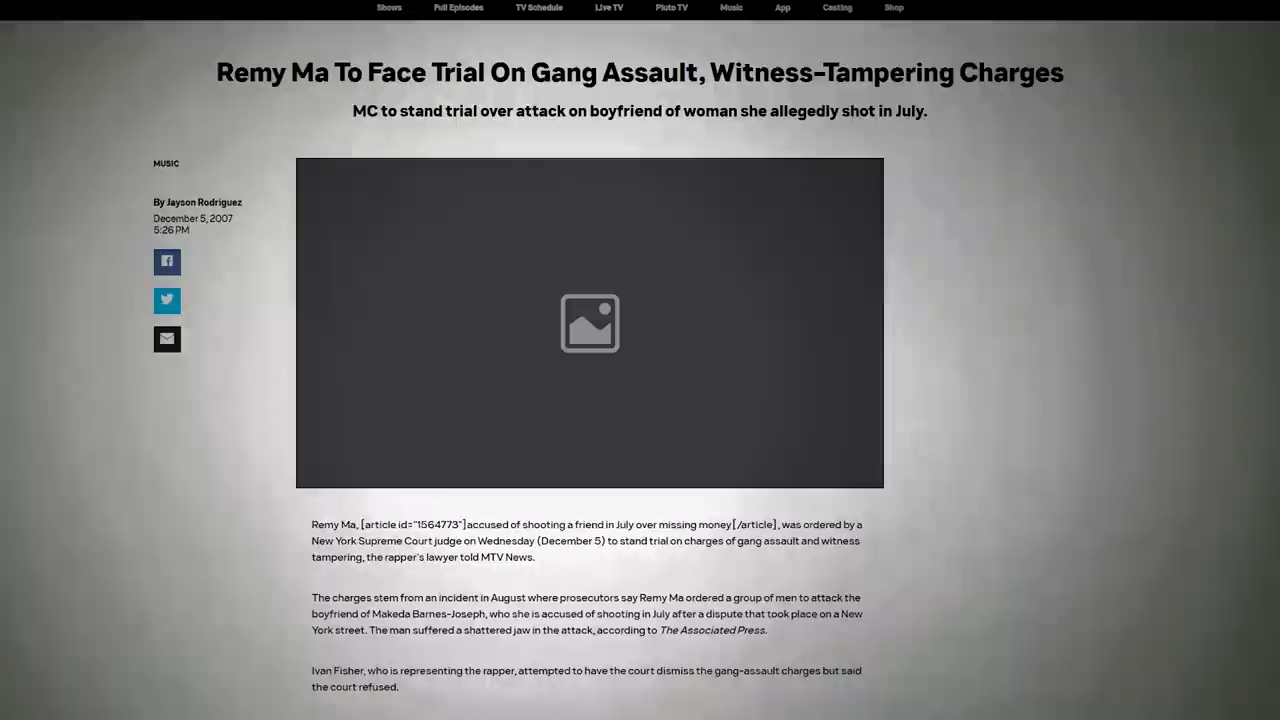 Shows Full Episodes TV Schedule Live TV Pluto TV Music App Casting Shop
Remy Ma To Face Trial On Gang Assault, Witness-Tampering Charges
MC to stand trial over attack on boyfriend of woman she allegedly shot in July.
MUSIC
By Jayson Rodriguez
December 5, 2007
5:26 PM
Remy Ma, [article id="1564773"]accused of shooting a friend in July over missing money[/article], was ordered by a
New York Supreme Court judge on Wednesday (December 5) to stand trial on charges of gang assault and witness
tampering, the rapper's lawyer told MTV News.
The charges stem from an incident in August where prosecutors say Remy Ma ordered a group of men to attack the
boyfriend of Makeda Barnes-Joseph, who she is accused of shooting in July after a dispute that took place on a New
York street. The man suffered a shattered jaw in the attack, according to The Associated Press.
Ivan Fisher, who is representing the rapper, attempted to have the court dismiss the gang-assault charges but said
the court refused.